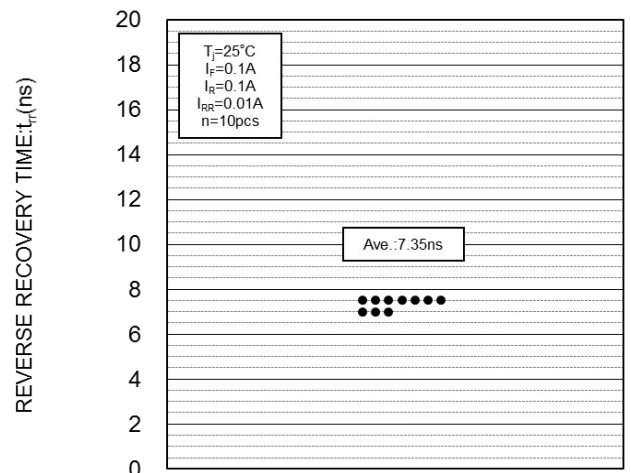 REVERSE RECOVERY TIME:trr(ns)
20
18
16
14
12
10
8
6
4
2
0
Tj=25°C
IF=0.1A
IR=0.1A
IRR=0.01A
n=10pcs
Ave.:7.35ns